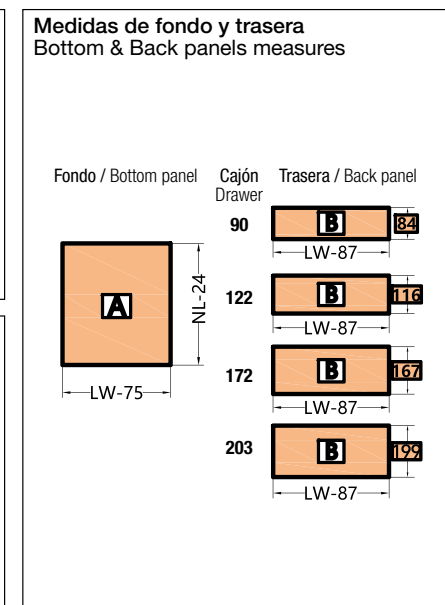 Medidas de fondo y trasera
Bottom & Back panels measures
Fondo / Bottom panel
Cajón
Drawer
Trasera / Back panel
90
B
84
LW-87
A
NL-24
LW-75
122
B
116
LW-87
172
B
167
LW-87
203
B
199
LW-87